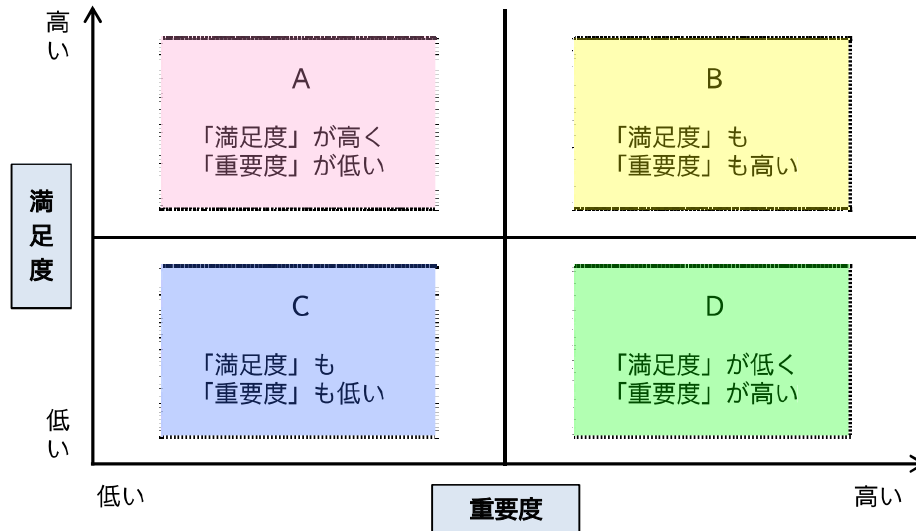 高い
A
「満足度」が高く
「重要度」が低い
B
「満足度」も
「重要度」も高い
満足度
C
「満足度」も
「重要度」も低い
D
「満足度」が低く
「重要度」が高い
低い
低い
重要度
高い